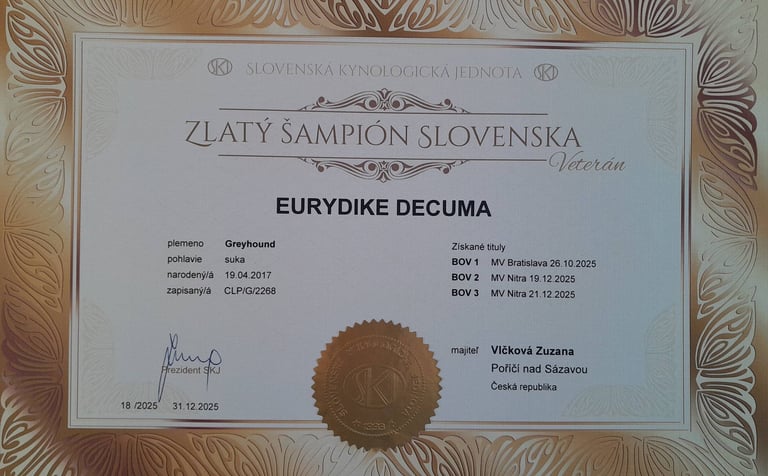 SKJ SLOVENSKÁ KYNOLOGICKÁ JEDNOTA SKJ
ZLATÝ ŠAMPIÓN SLOVENSKA
Veterán
EURYDIKE DECUMA
plemeno Greyhound
pohlavie suka
narodený/á 19.04.2017
zapísaný/á CLP/G/2268
Získané tituly
BOV 1 MV Bratislava 26.10.2025
BOV 2 MV Nitra 19.12.2025
BOV 3 MV Nitra 21.12.2025
majiteľ Vlčková Zuzana
Poříčí nad Sázavou
Česká republika
Prezident SKJ
18 /2025 31.12.2025
SKJ